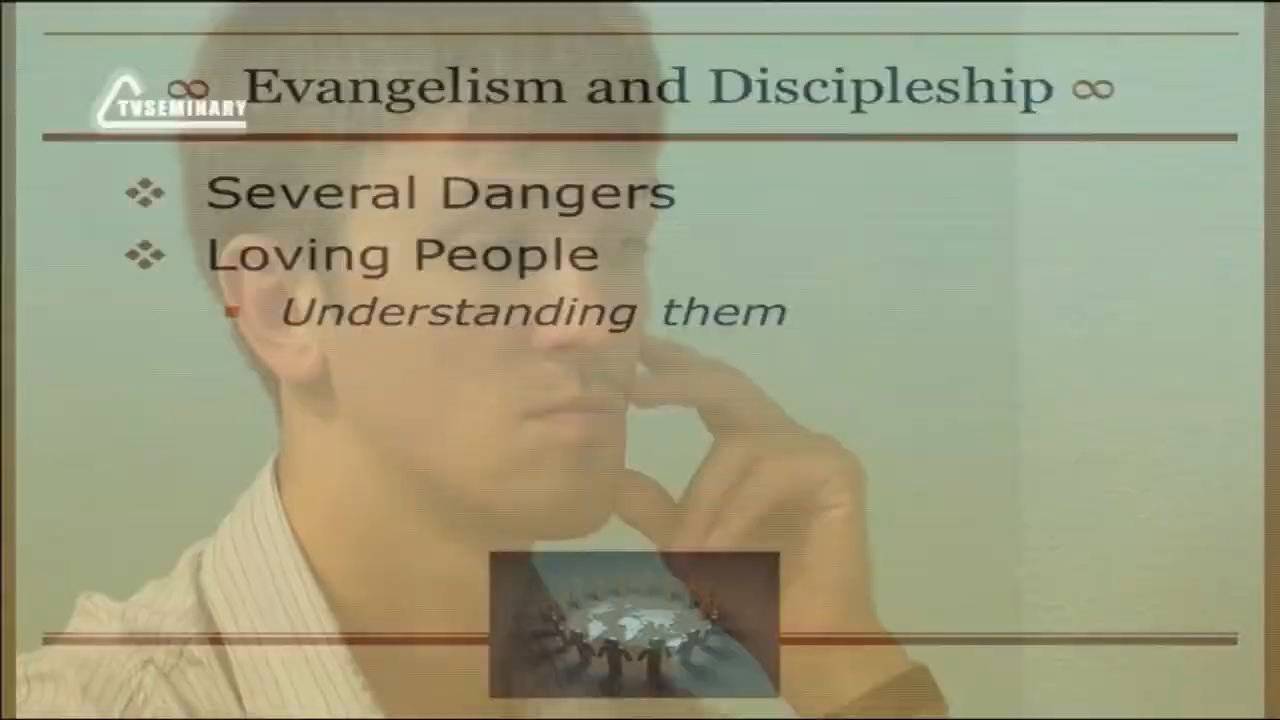 ∞ Evangelism and Discipleship ∞
TVSEMINARY
Several Dangers
Loving People
Understanding them